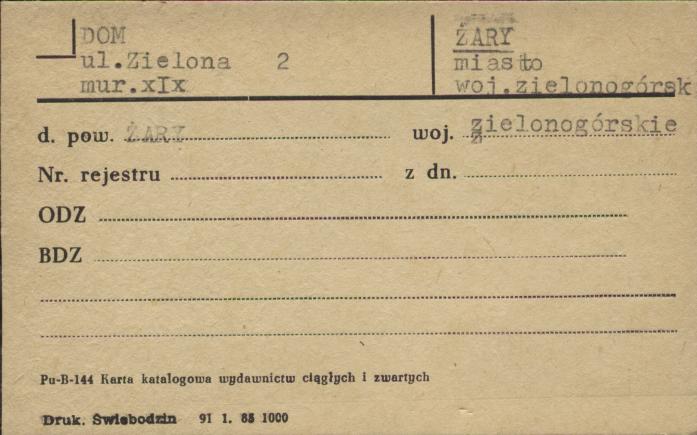 DOM
ul.Zielona 2
mur.xIx
ŻARY
miasto
woj.zielonogórsk
d. pow. ŻARY woj. zielonogórskie
Nr. rejestru z dn.
ODZ
BDZ
Pu-B-144 Karta katalogowa wydawnictw ciągłych i zwartych
Druk. Świebodzin 91 1. 85 1000